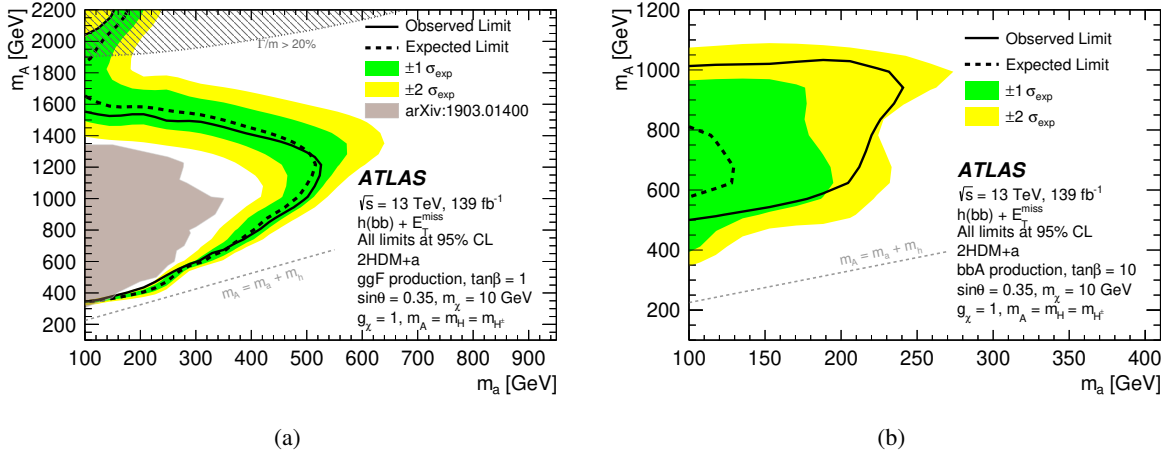 m_A [GeV]
2200
2000
1800
1600
1400
1200
1000
800
600
400
200
100 200 300 400 500 600 700 800 900
m_a [GeV]
Γ/m > 20%
Observed Limit
Expected Limit
±1 σ_exp
±2 σ_exp
arXiv:1903.01400
ATLAS
√s = 13 TeV, 139 fb⁻¹
h(bb) + E_T^miss
All limits at 95% CL
2HDM+a
ggF production, tanβ = 1
sinθ = 0.35, m_χ = 10 GeV
g_χ = 1, m_A = m_H = m_H±
m_A = m_a + m_h
(a)
m_A [GeV]
1200
1000
800
600
400
200
100 150 200 250 300 350 400
m_a [GeV]
Observed Limit
Expected Limit
±1 σ_exp
±2 σ_exp
ATLAS
√s = 13 TeV, 139 fb⁻¹
h(bb) + E_T^miss
All limits at 95% CL
2HDM+a
bbA production, tanβ = 10
sinθ = 0.35, m_χ = 10 GeV
g_χ = 1, m_A = m_H = m_H±
m_A = m_a + m_h
(b)